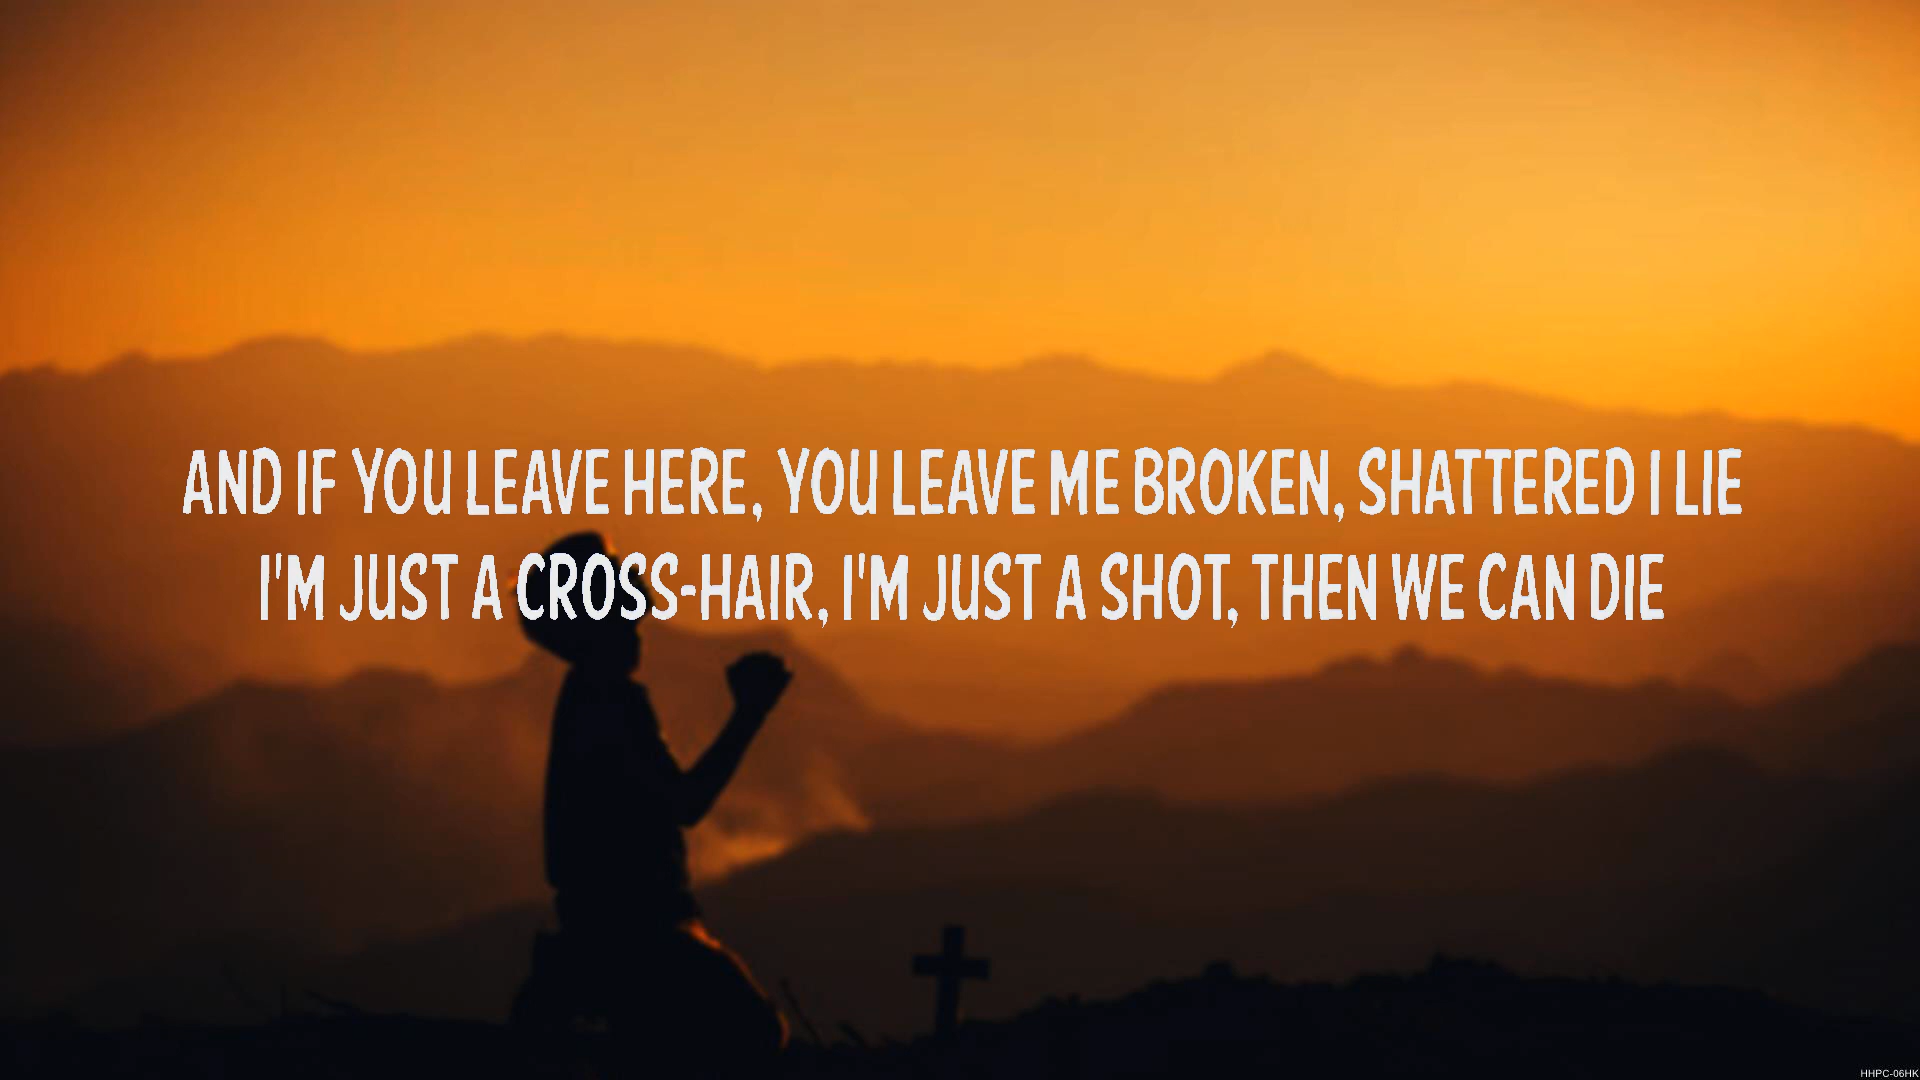 AND IF YOU LEAVE HERE, YOU LEAVE ME BROKEN, SHATTERED I LIE
I'M JUST A CROSS-HAIR, I'M JUST A SHOT, THEN WE CAN DIE
HHPC-06HK